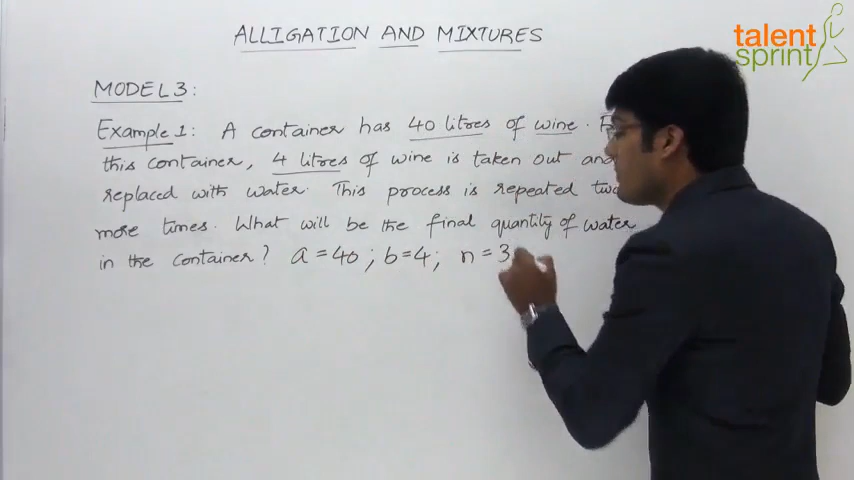 ALLIGATION AND MIXTURES
talent
sprint
MODEL 3:
Example 1: A container has 40 litres of wine.
this container, 4 litres of wine is taken out and
replaced with water. This process is repeated two
more times. What will be the final quantity of water
in the container? a = 40 ; b = 4 ; n = 3